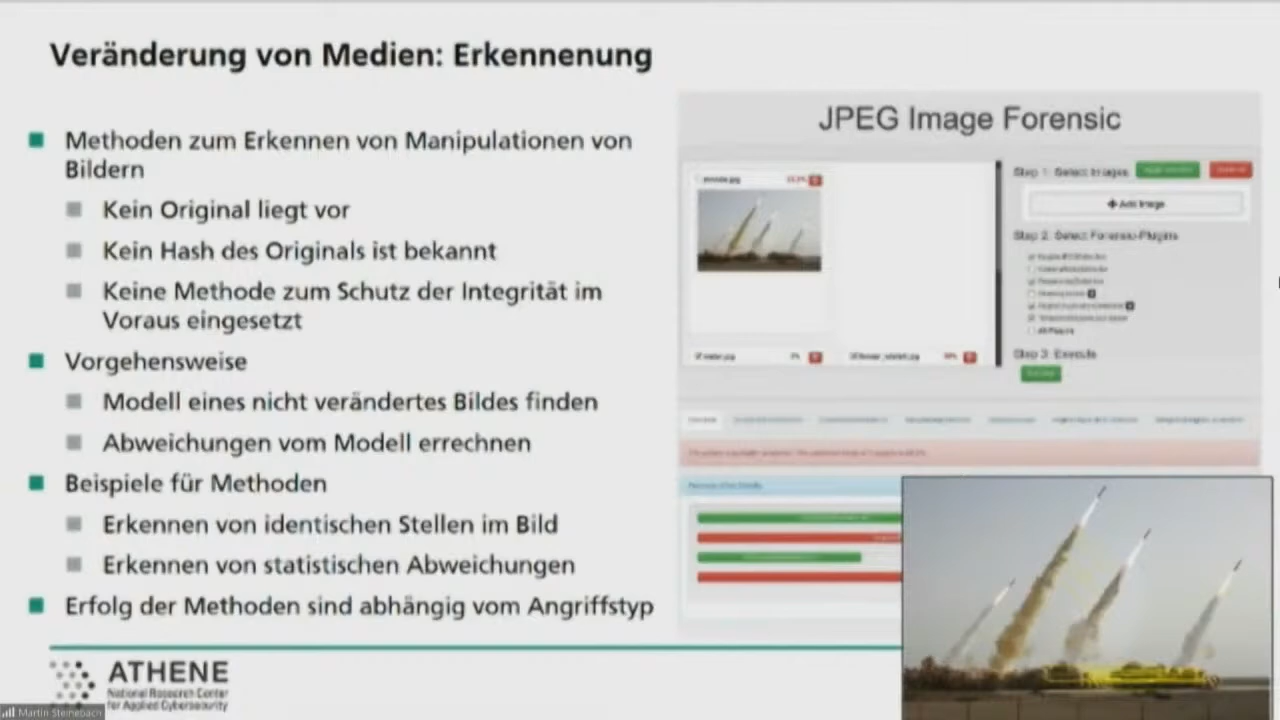 Veränderung von Medien: Erkennenung
Methoden zum Erkennen von Manipulationen von
Bildern
Kein Original liegt vor
Kein Hash des Originals ist bekannt
Keine Methode zum Schutz der Integrität im
Voraus eingesetzt
Vorgehensweise
Modell eines nicht verändertes Bildes finden
Abweichungen vom Modell errechnen
Beispiele für Methoden
Erkennen von identischen Stellen im Bild
Erkennen von statistischen Abweichungen
Erfolg der Methoden sind abhängig vom Angriffstyp
JPEG Image Forensic
Step 1: Select Images
Add Image
Step 2: Select Forensic-Plugins
All Plugins
Step 3: Execute
ATHENE
National Research Center
for Applied Cybersecurity
Martin Steinebach